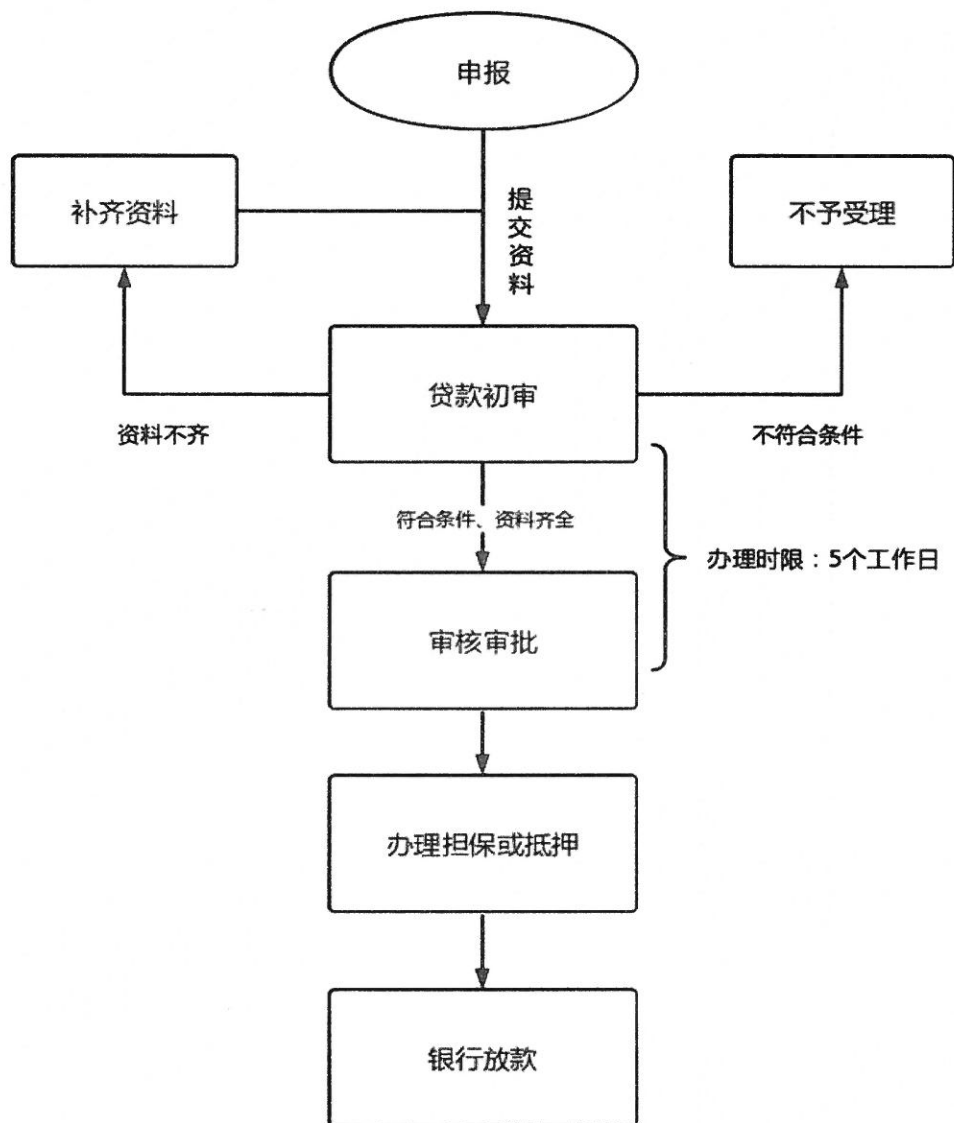 申报
提交资料
补齐资料
不予受理
贷款初审
资料不齐
不符合条件
符合条件、资料齐全
办理时限：5个工作日
审核审批
办理担保或抵押
银行放款